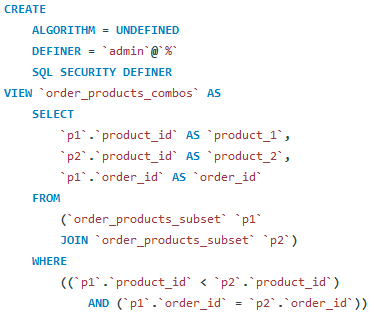 CREATE
ALGORITHM = UNDEFINED
DEFINER = `admin`@`%`
SQL SECURITY DEFINER
VIEW `order_products_combos` AS
SELECT
`p1`.`product_id` AS `product_1`,
`p2`.`product_id` AS `product_2`,
`p1`.`order_id` AS `order_id`
FROM
(`order_products_subset` `p1`
JOIN `order_products_subset` `p2`)
WHERE
((`p1`.`product_id` < `p2`.`product_id`)
AND (`p1`.`order_id` = `p2`.`order_id`))